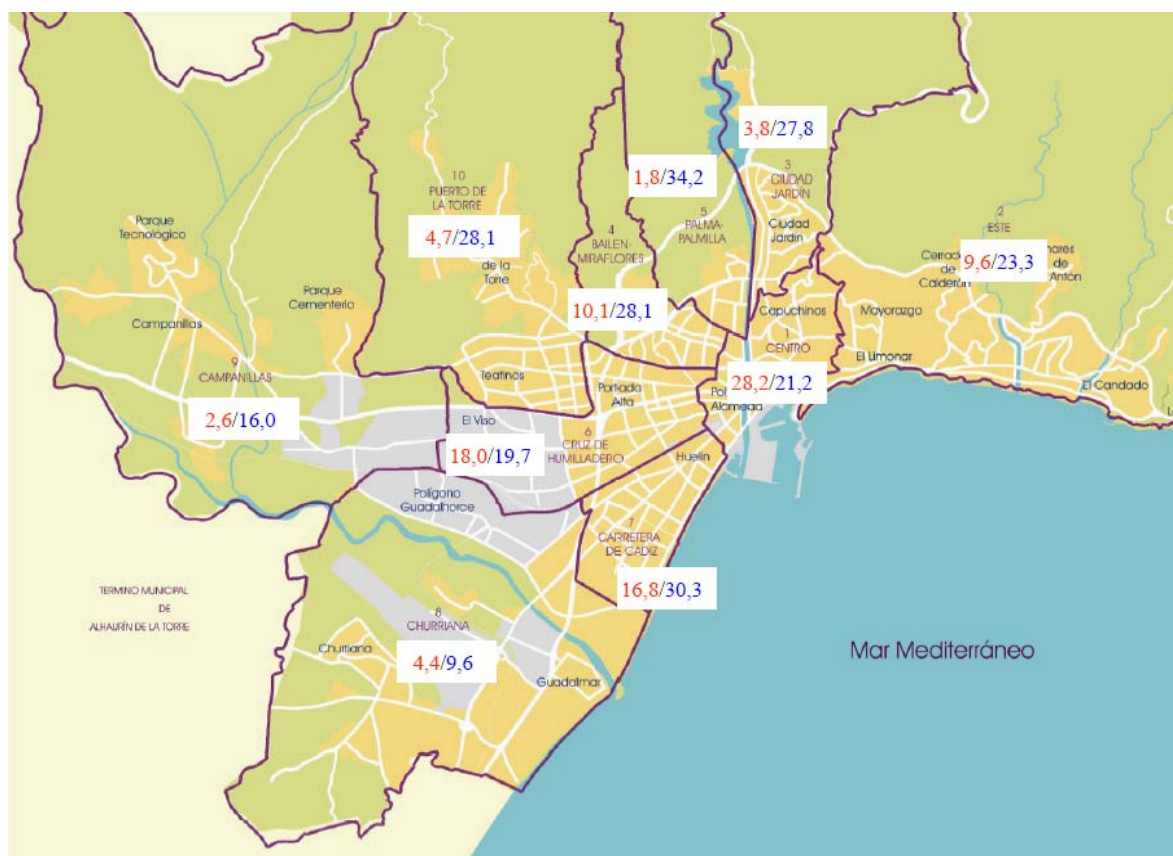 3,8/27,8
3
CIUDAD
JARDÍN
Ciudad
Jardín
1,8/34,2
5
PALMA-
PALMILLA
10
PUERTO DE
LA TORRE
4,7/28,1
de la
Torre
4
BAILEN-
MIRAFLORES
10,1/28,1
2
ESTE
9,6/23,3
Cerrado
de
Calderón
de
Antón
Parque
Tecnológico
Parque
Cementerio
Campanillas
9
CAMPANILLAS
2,6/16,0
Capuchinos
1
CENTRO
28,2/21,2
Mayorazgo
El Limonar
El Candado
Teatinos
Portada
Alta
Alameda
El Viso
18,0/19,7
6
CRUZ DE
HUMILLADERO
Huelin
Polígono
Guadalhorce
7
CARRETERA
DE CADIZ
16,8/30,3
TERMINO MUNICIPAL
DE
ALHAURÍN DE LA TORRE
8
CHURRIANA
Churriana
4,4/9,6
Guadalmar
Mar Mediterráneo